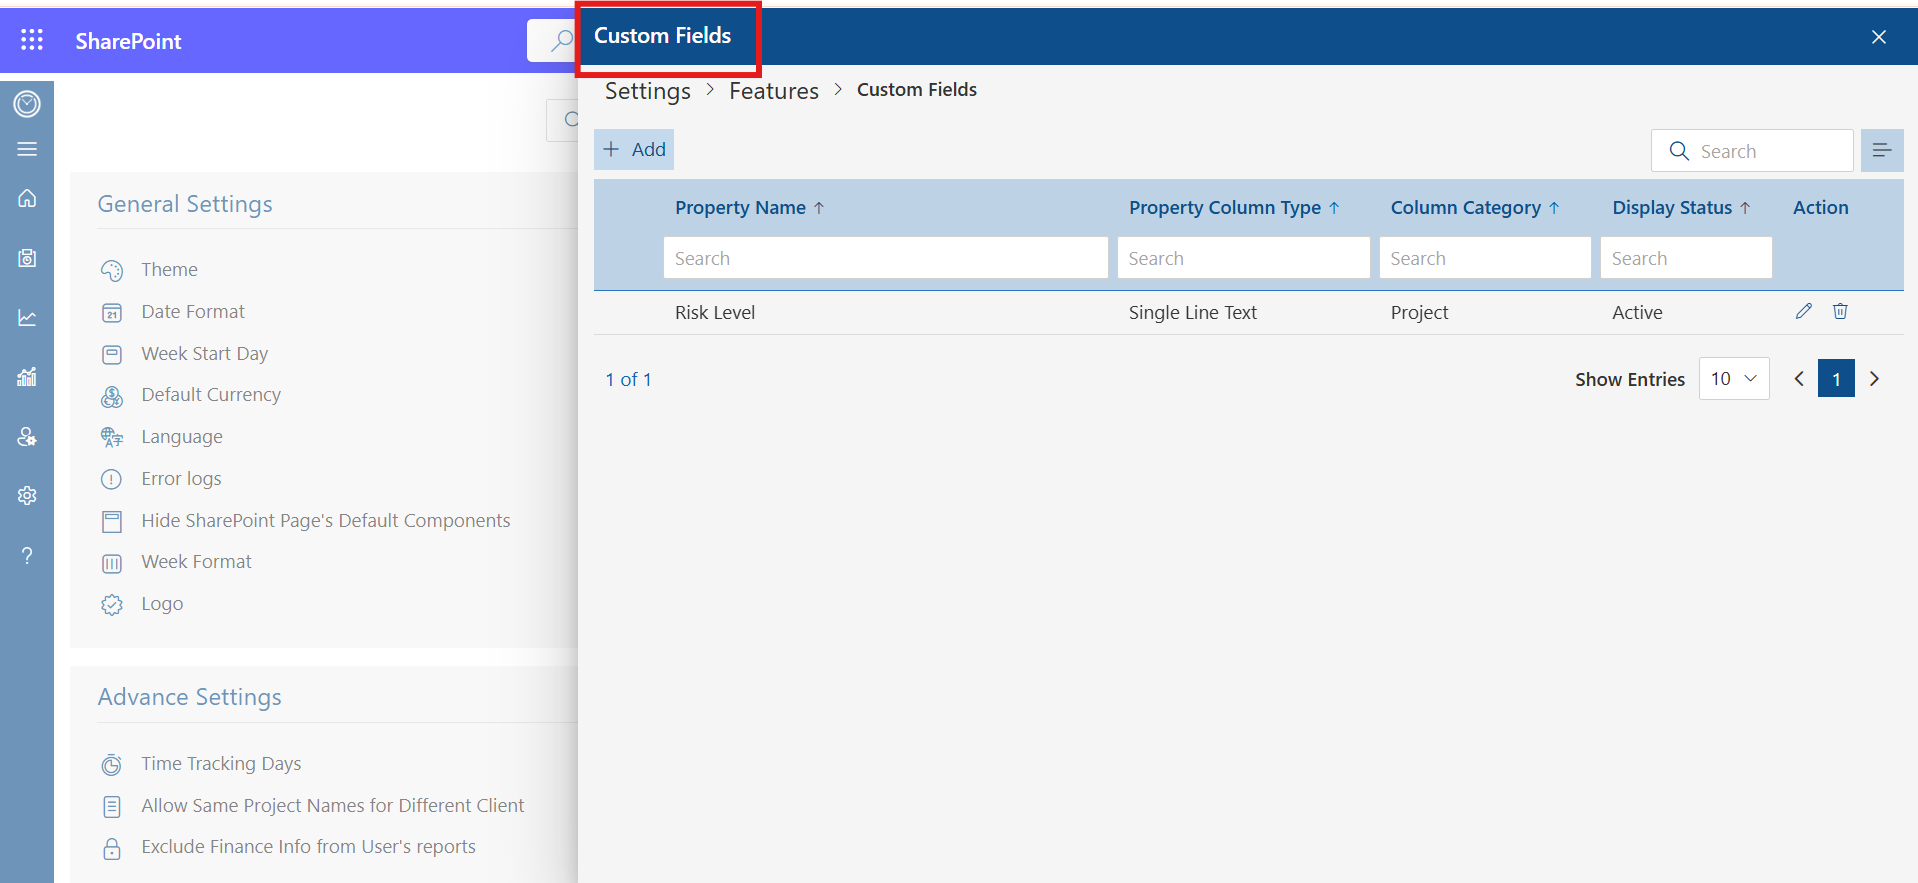 SharePoint
Custom Fields
Settings > Features > Custom Fields
+ Add
Search
Property Name ↑ Property Column Type ↑ Column Category ↑ Display Status ↑ Action
Search Search Search Search
Risk Level Single Line Text Project Active
1 of 1
Show Entries 10 1
General Settings
Theme
21 Date Format
Week Start Day
Default Currency
Language
Error logs
Hide SharePoint Page's Default Components
Week Format
Logo
Advance Settings
Time Tracking Days
Allow Same Project Names for Different Client
Exclude Finance Info from User's reports